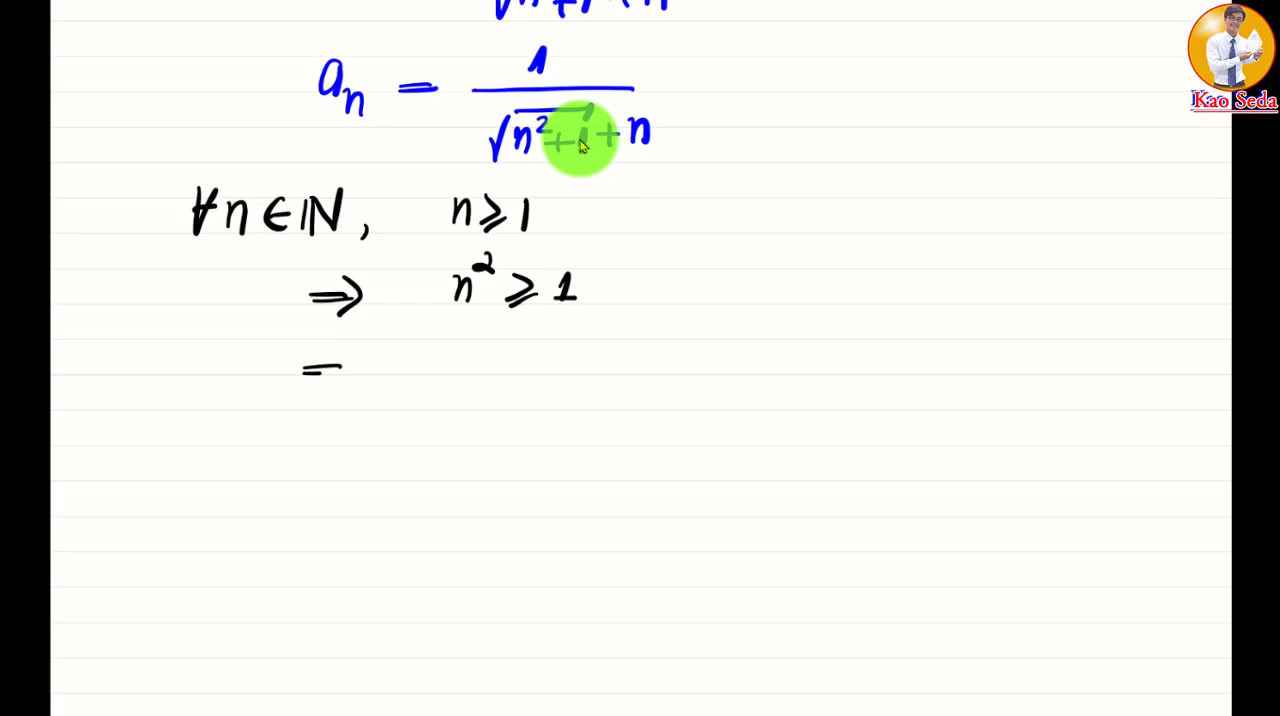 Kao Seda
aₙ = 1 / (√(n²+1) + n)
∀n ∈ ℕ, n ⩾ 1
⇒ n² ⩾ 1
=